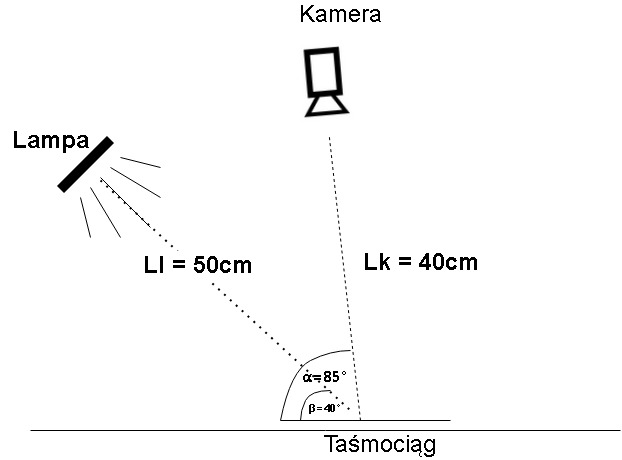 Kamera
Lampa
Ll = 50cm
Lk = 40cm
α=85°
β=40°
Taśmociąg